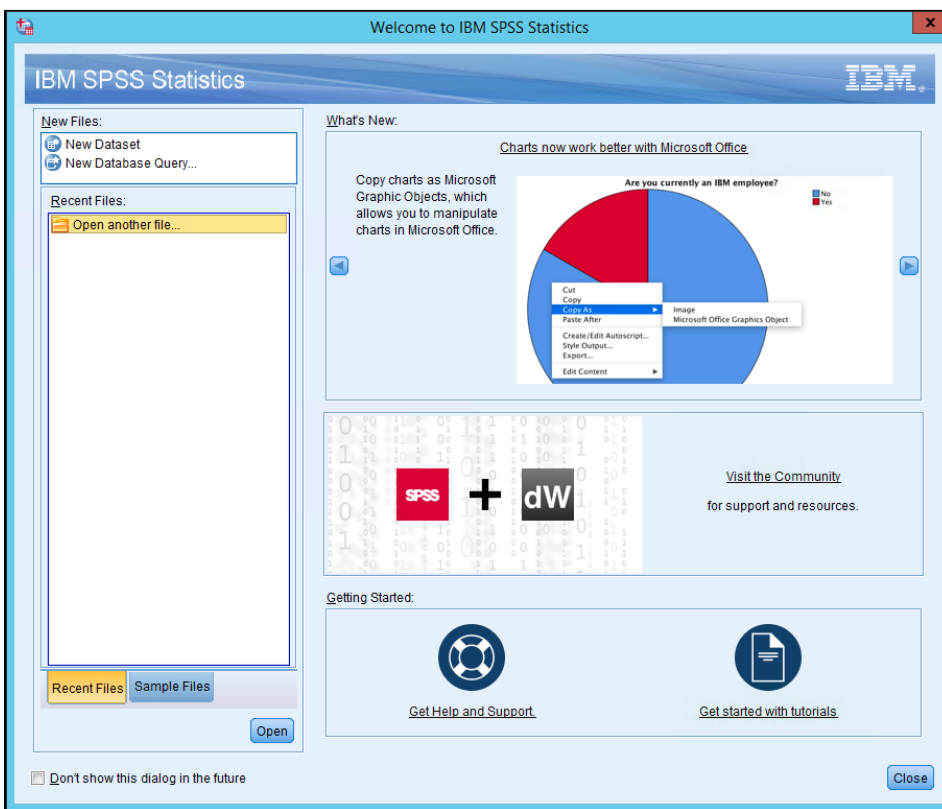 Welcome to IBM SPSS Statistics
x
IBM SPSS Statistics
IBM
New Files:
New Dataset
New Database Query...
Recent Files:
Open another file...
Recent Files
Sample Files
Open
What's New:
Charts now work better with Microsoft Office
Copy charts as Microsoft
Graphic Objects, which
allows you to manipulate
charts in Microsoft Office.
Are you currently an IBM employee?
No
Yes
Cut
Copy
Copy As
Paste After
Create/Edit Autoscript...
Style Output...
Export...
Edit Content
Image
Microsoft Office Graphics Object
SPSS + dW
Visit the Community
for support and resources.
Getting Started:
Get Help and Support.
Get started with tutorials
Don't show this dialog in the future
Close